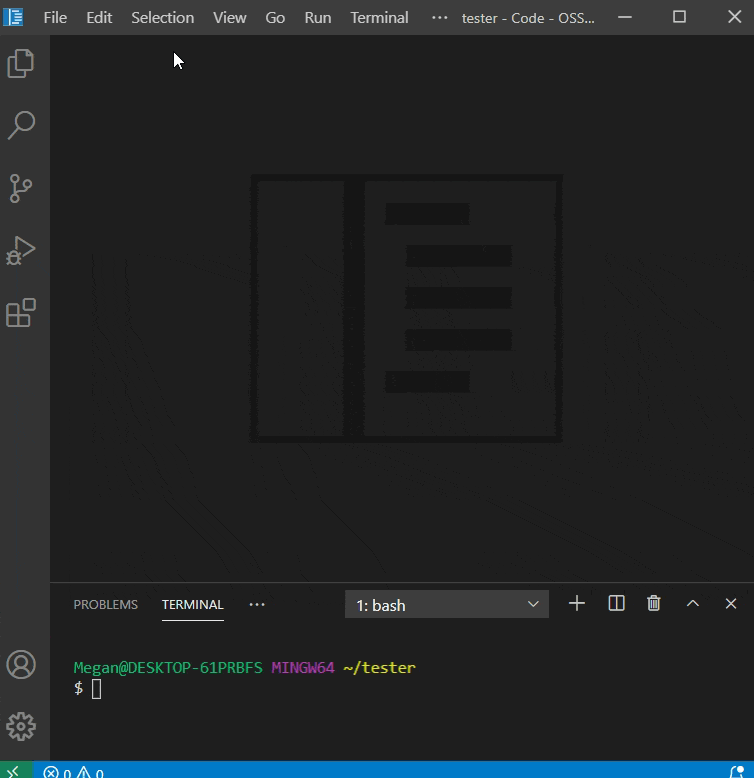 File Edit Selection View Go Run Terminal ··· tester - Code - OSS...
PROBLEMS TERMINAL ··· 1: bash
Megan@DESKTOP-61PRBFS MINGW64 ~/tester
$
0 0